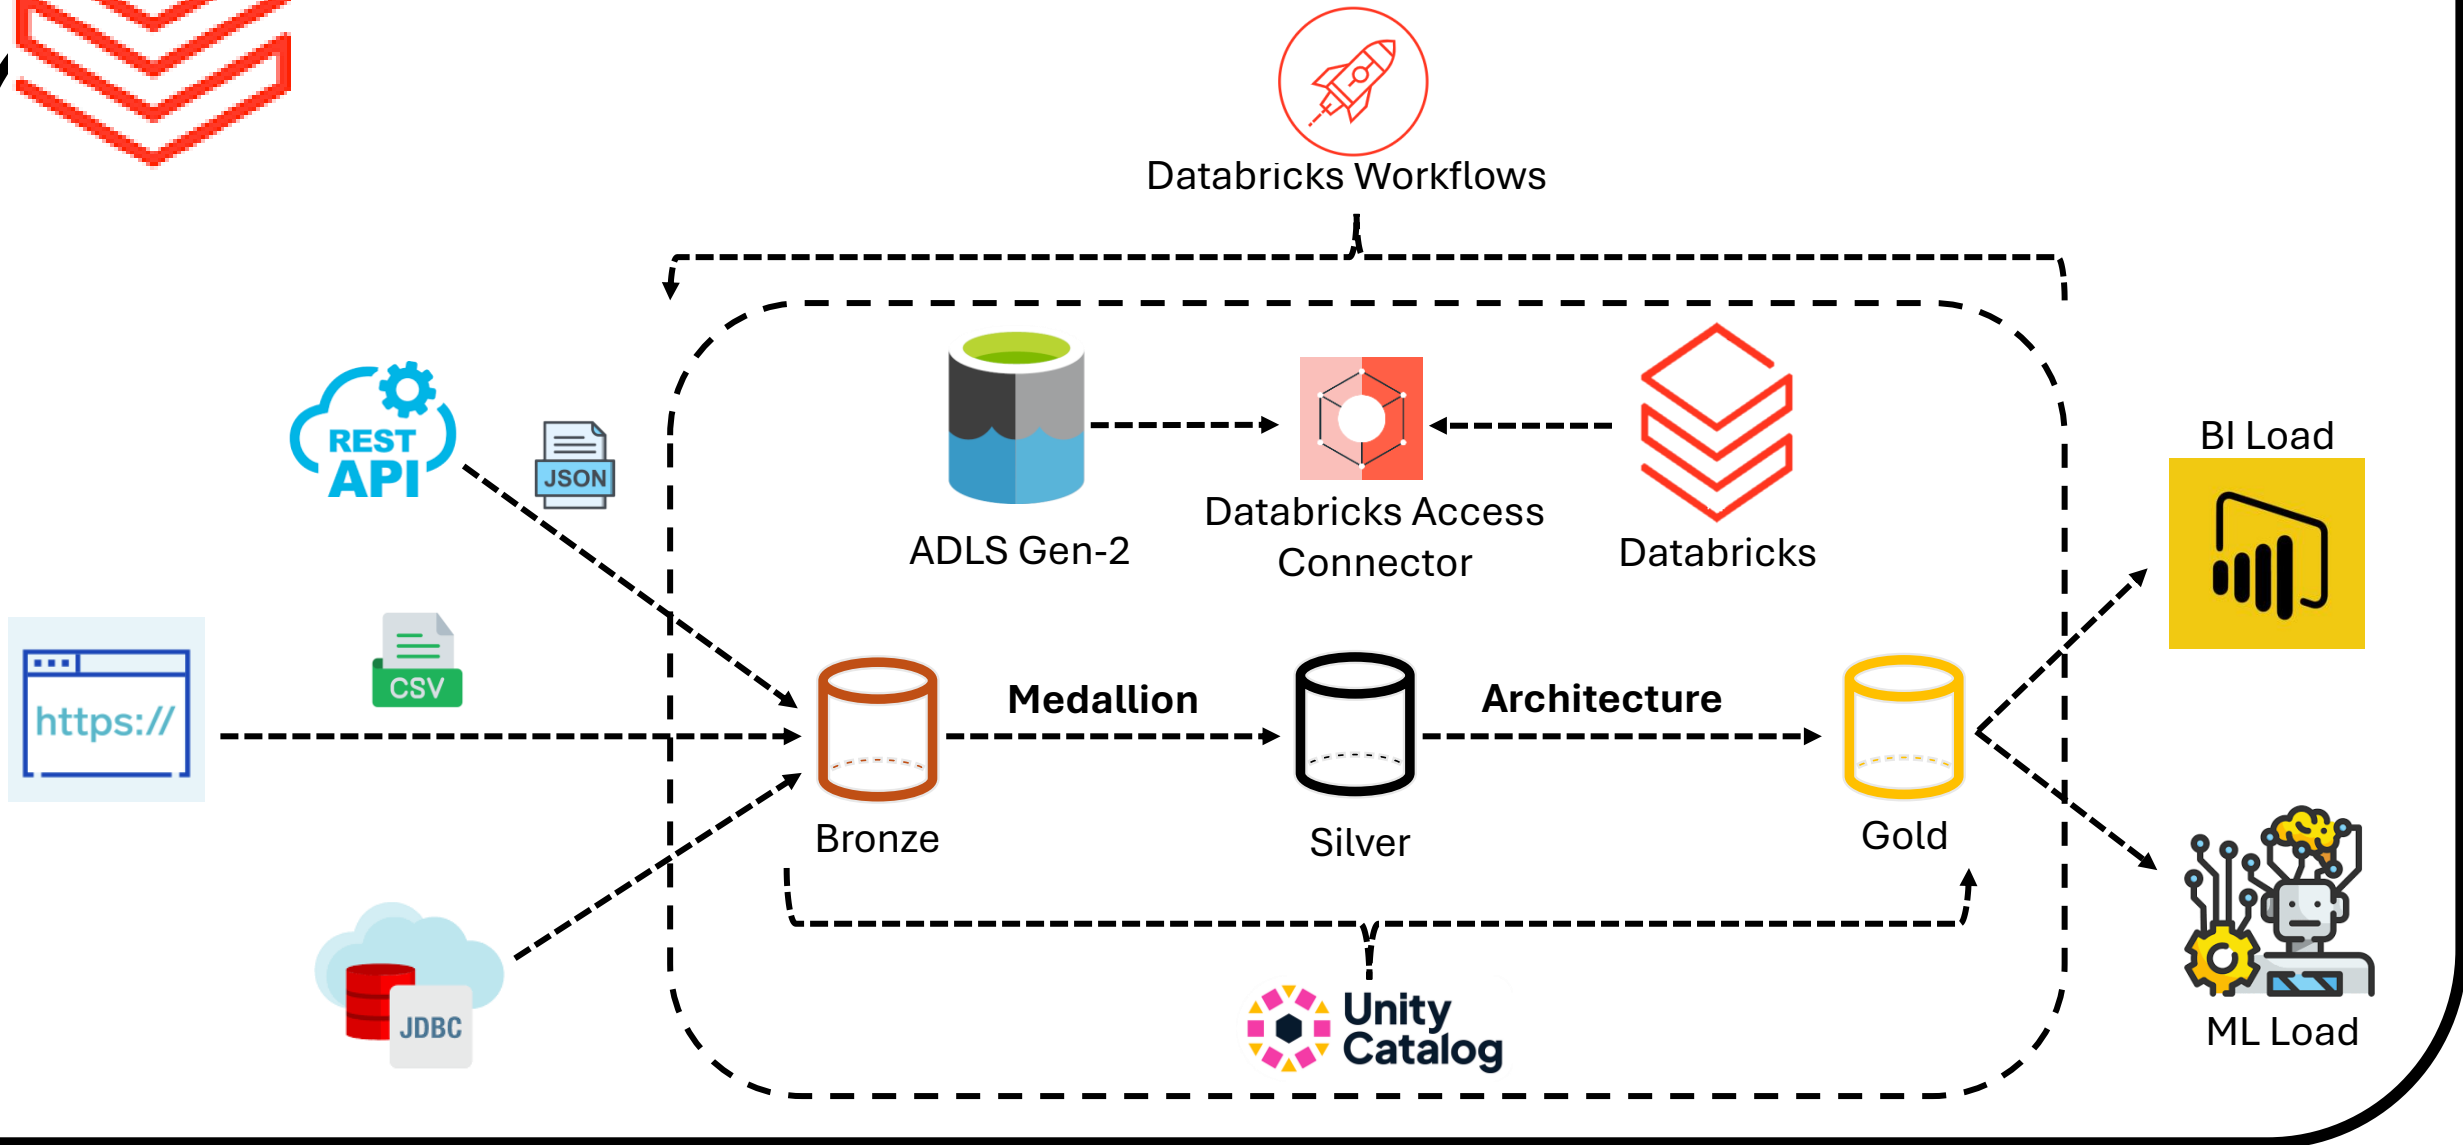 Databricks Workflows
REST
API
JSON
ADLS Gen-2
Databricks Access
Connector
Databricks
BI Load
https://
CSV
Medallion
Architecture
Bronze
Silver
Gold
JDBC
Unity
Catalog
ML Load